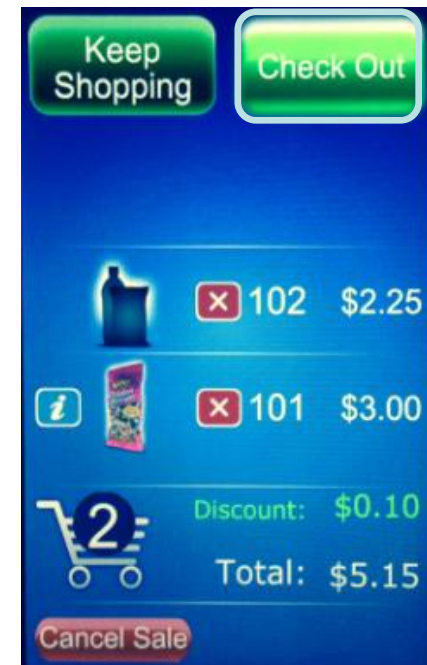 Keep
Shopping
Check Out
102 $2.25
i
101 $3.00
2
Discount: $0.10
Total: $5.15
Cancel Sale